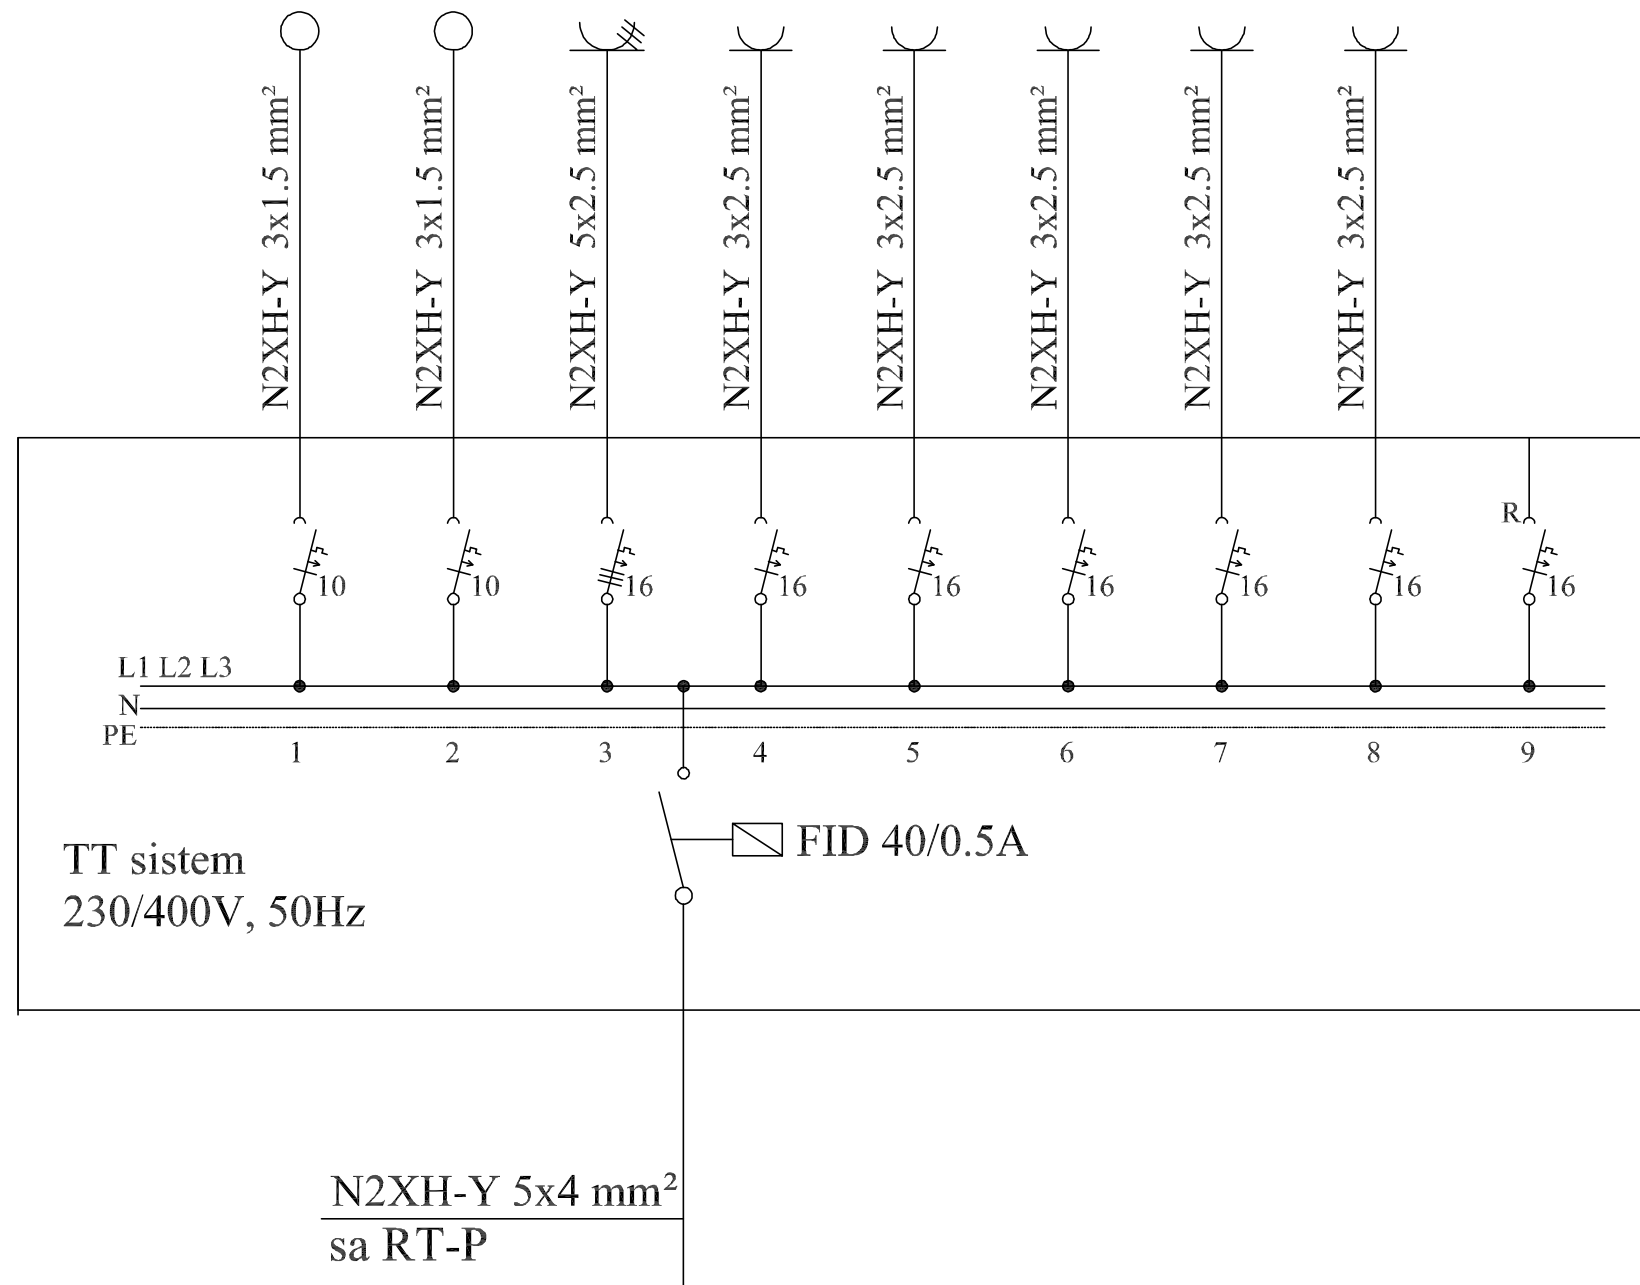 N2XH-Y 3x1.5 mm²
N2XH-Y 3x1.5 mm²
N2XH-Y 5x2.5 mm²
N2XH-Y 3x2.5 mm²
N2XH-Y 3x2.5 mm²
N2XH-Y 3x2.5 mm²
N2XH-Y 3x2.5 mm²
N2XH-Y 3x2.5 mm²
R
10
10
16
16
16
16
16
16
16
L1 L2 L3
N
PE
1 2 3 4 5 6 7 8 9
FID 40/0.5A
TT sistem
230/400V, 50Hz
N2XH-Y 5x4 mm²
sa RT-P